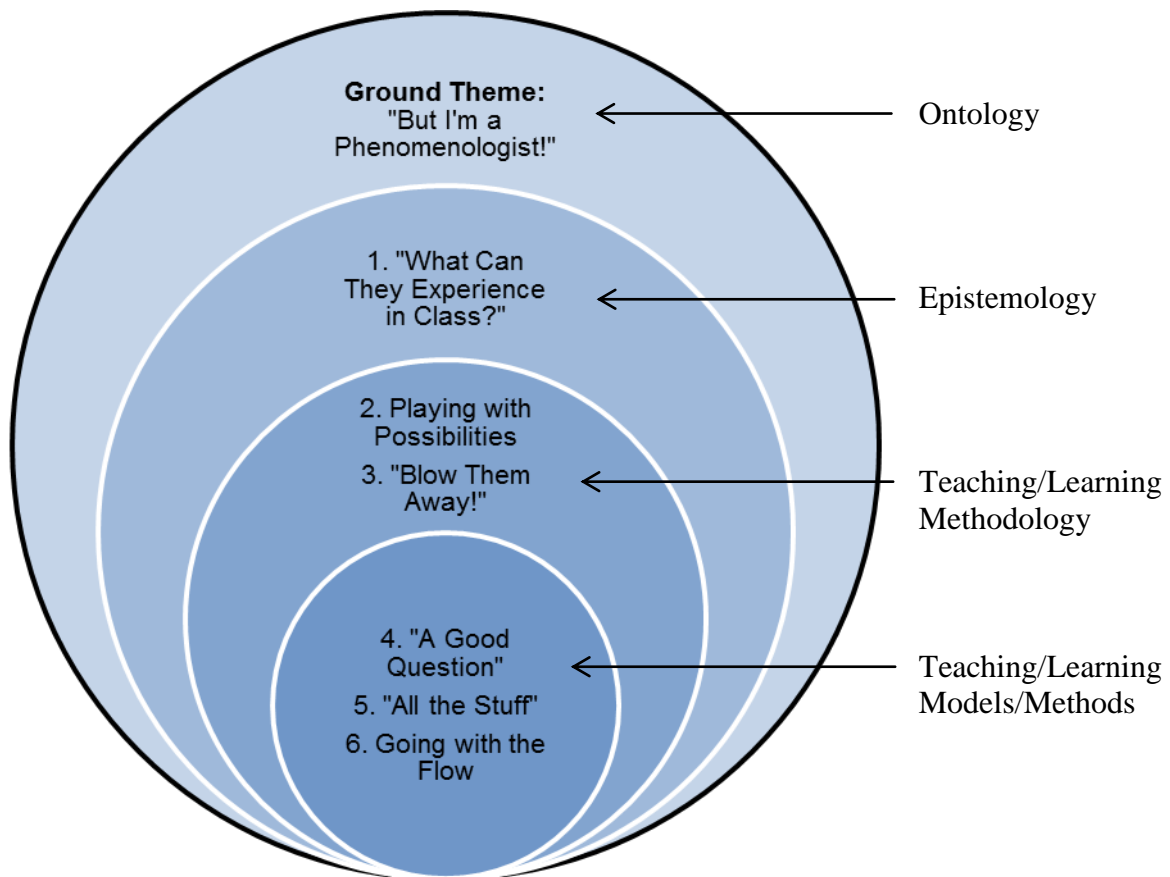 Ground Theme:
"But I'm a
Phenomenologist!"
Ontology
1. "What Can
They Experience
in Class?"
Epistemology
2. Playing with
Possibilities
3. "Blow Them
Away!"
Teaching/Learning
Methodology
4. "A Good
Question"
5. "All the Stuff"
6. Going with the
Flow
Teaching/Learning
Models/Methods